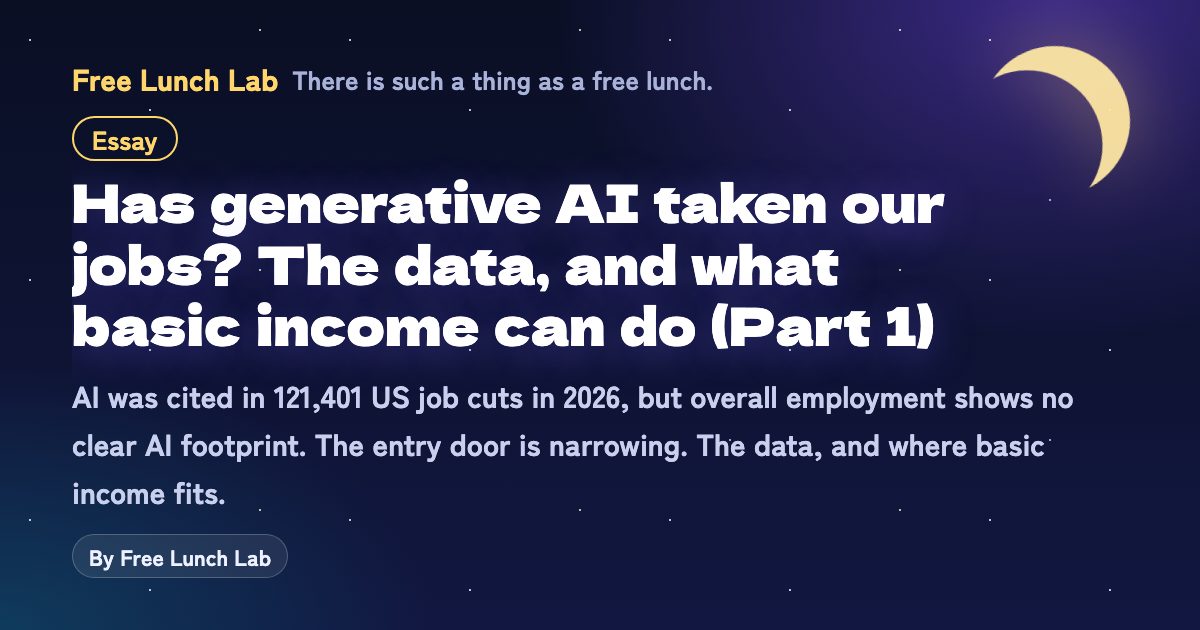 Free Lunch Lab There is such a thing as a free lunch.
Essay
Has generative AI taken our
jobs? The data, and what
basic income can do (Part 1)
AI was cited in 121,401 US job cuts in 2026, but overall employment shows no
clear AI footprint. The entry door is narrowing. The data, and where basic
income fits.
By Free Lunch Lab